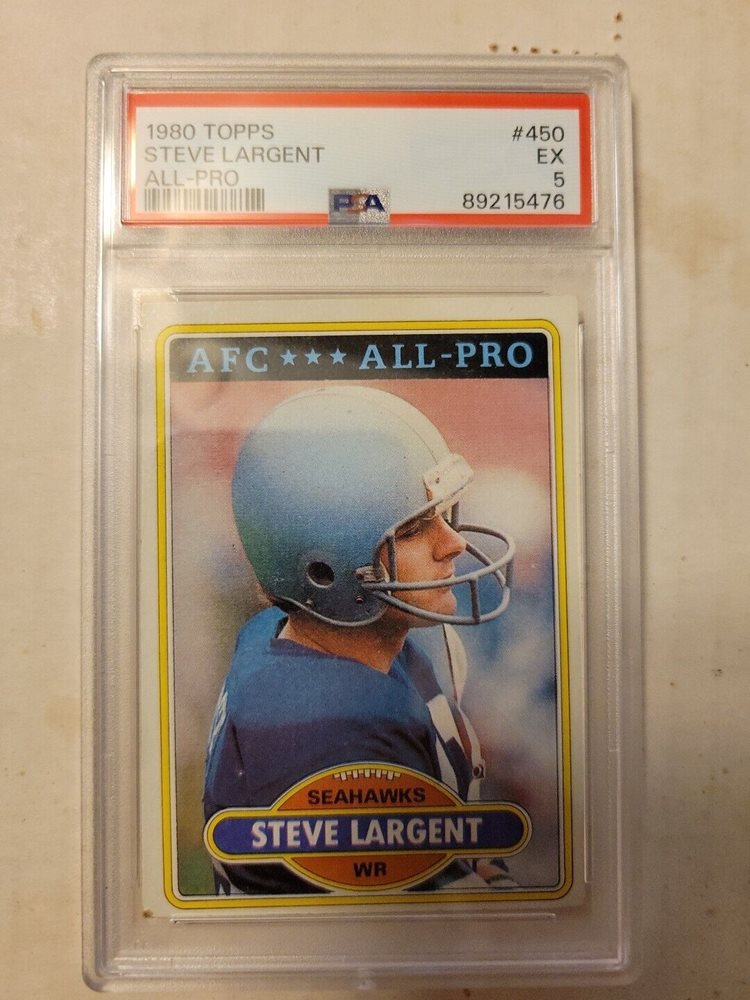 1980 TOPPS #450
STEVE LARGENT EX
ALL-PRO 5
PSA 89215476
AFC ★★★ ALL-PRO
SEAHAWKS
STEVE LARGENT
WR